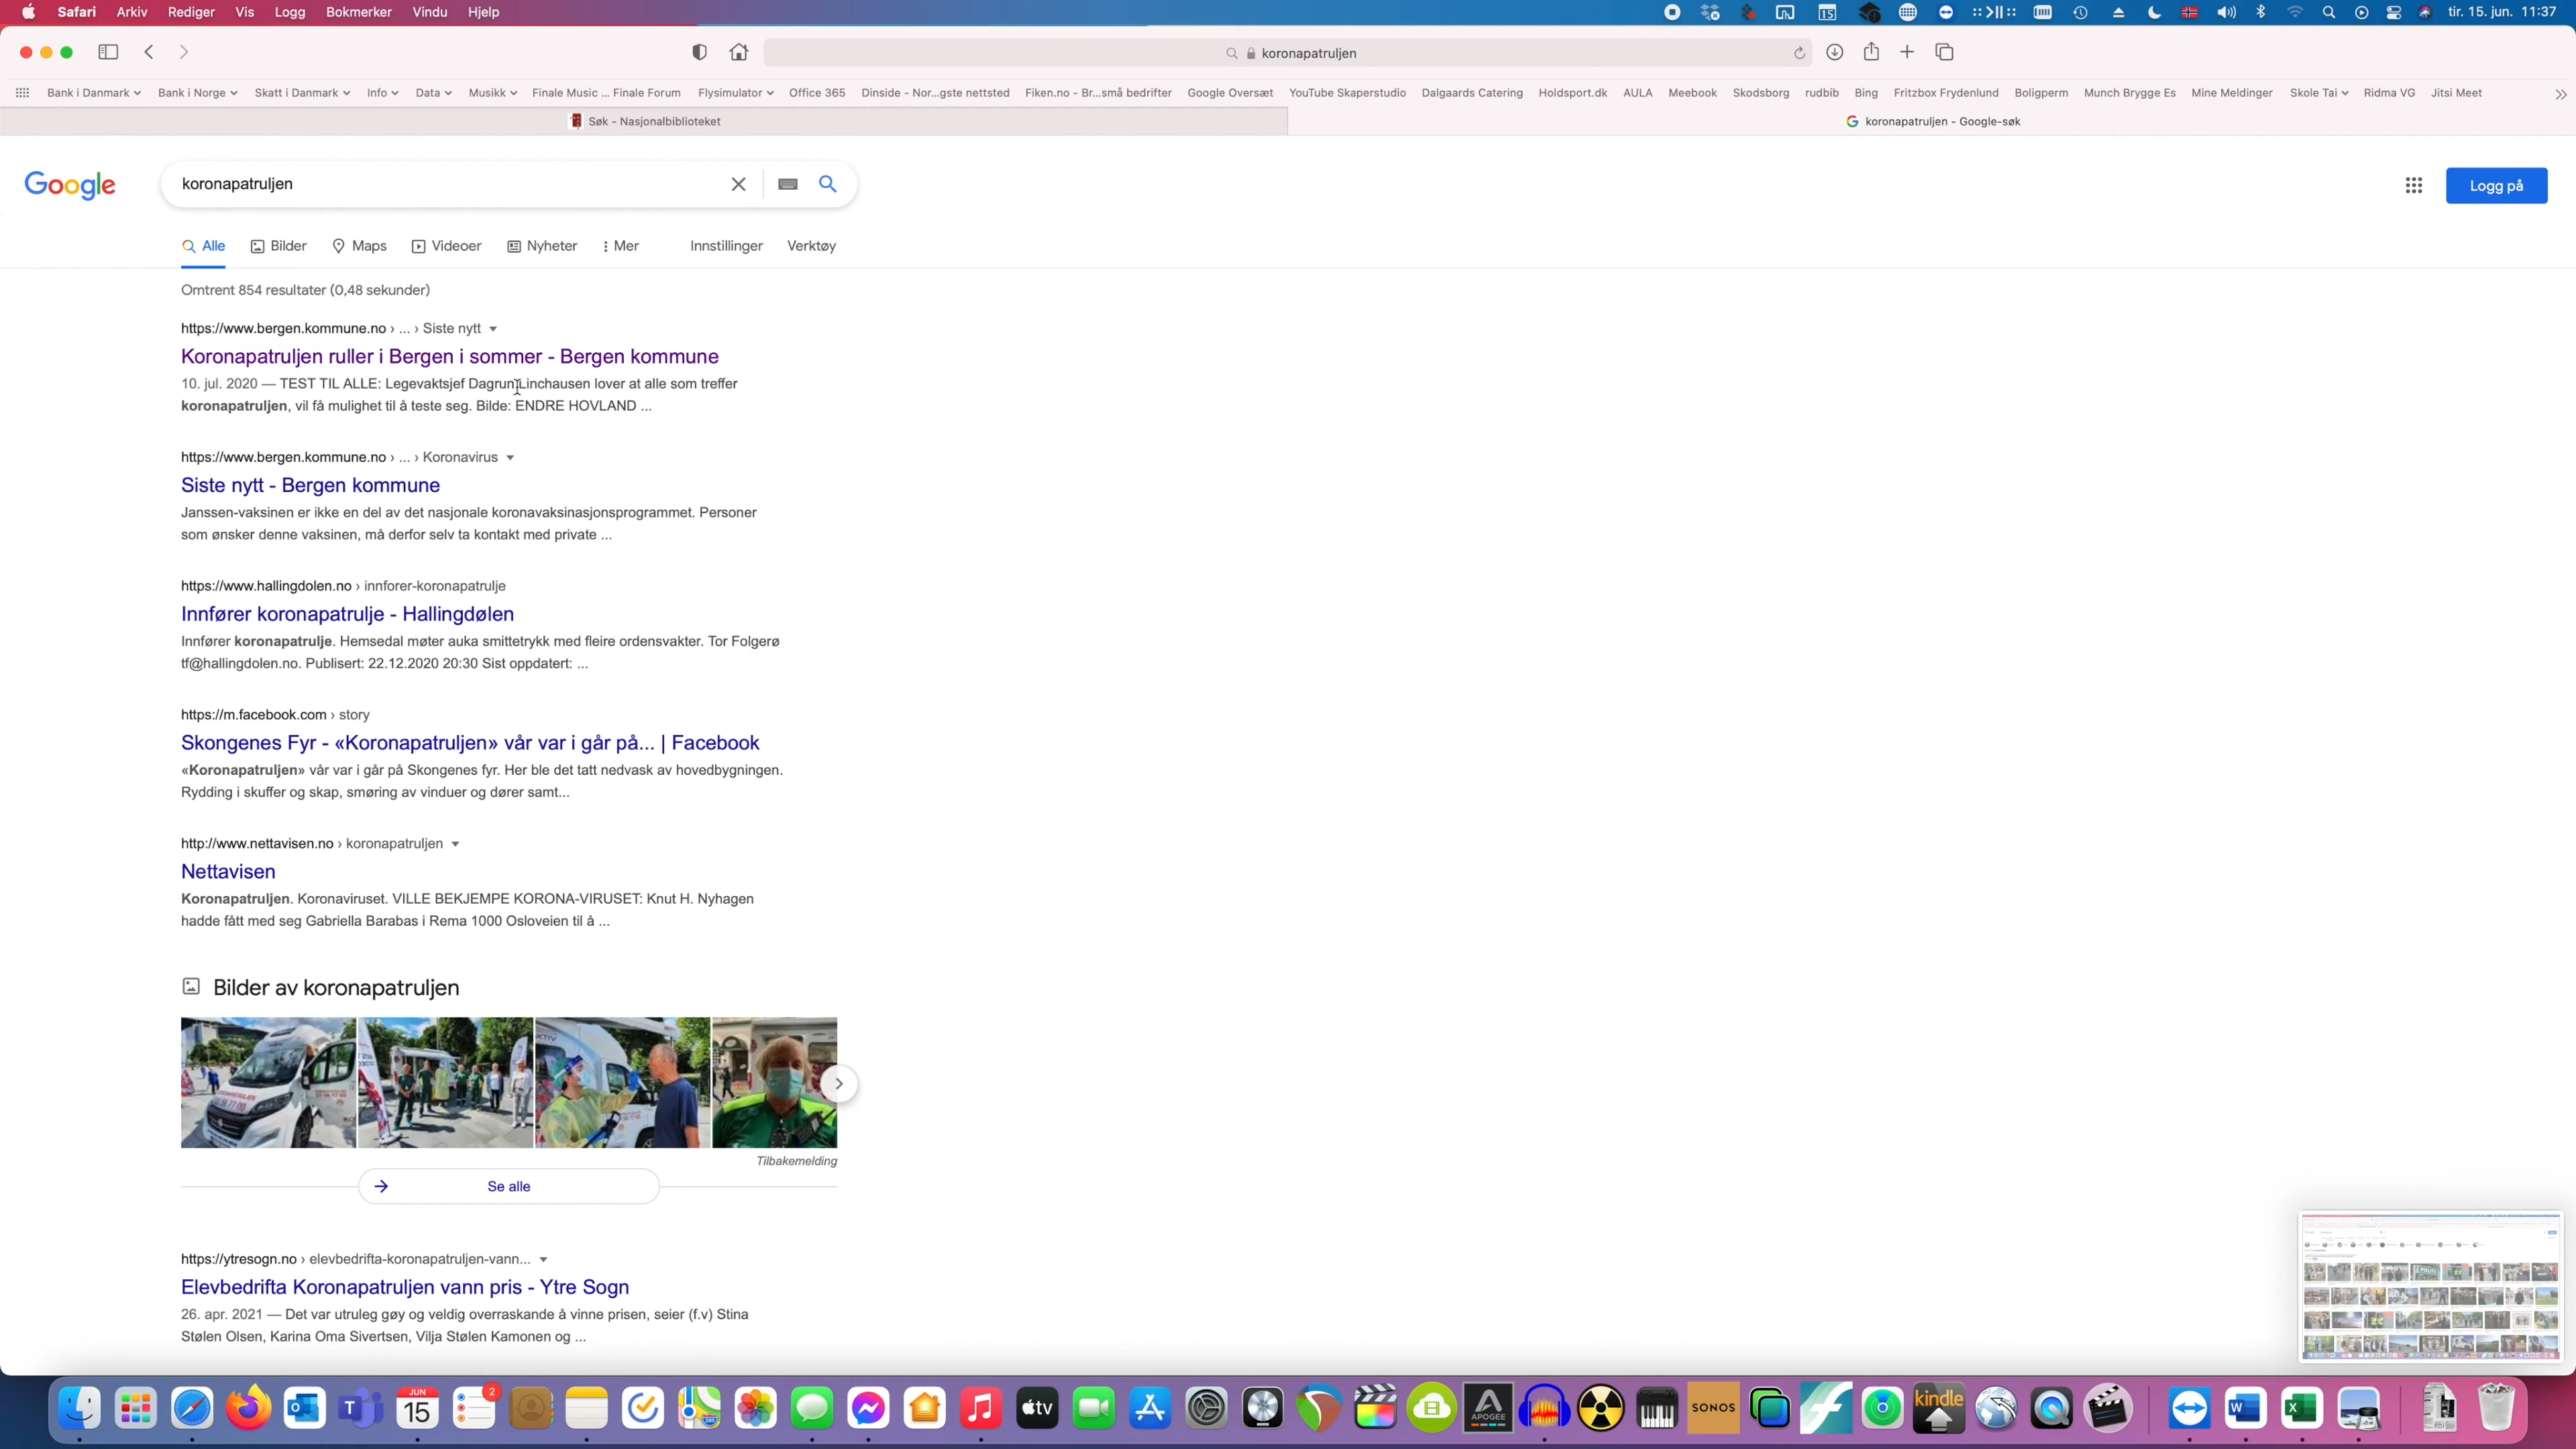 Safari Arkiv Rediger Vis Logg Bokmerker Vindu Hjelp
15
tir. 15. jun. 11:37
koronapatruljen
Bank i Danmark Bank i Norge Skatt i Danmark Info Data Musikk Finale Music ... Finale Forum Flysimulator Office 365 Dinside - Nor...gste nettsted Fiken.no - Br...små bedrifter Google Oversæt YouTube Skaperstudio Dalgaards Catering Holdsport.dk AULA Meebook Skodsborg rudbib Bing Fritzbox Frydenlund Boligperm Munch Brygge Es Mine Meldinger Skole Tai Ridma VG Jitsi Meet
Søk - Nasjonalbiblioteket
koronapatruljen - Google-søk
Google
koronapatruljen
Logg på
Alle Bilder Maps Videoer Nyheter Mer Innstillinger Verktøy
Omtrent 854 resultater (0,48 sekunder)
https://www.bergen.kommune.no › ... › Siste nytt
Koronapatruljen ruller i Bergen i sommer - Bergen kommune
10. jul. 2020 — TEST TIL ALLE: Legevaktsjef Dagrun Linchausen lover at alle som treffer
koronapatruljen, vil få mulighet til å teste seg. Bilde: ENDRE HOVLAND ...
https://www.bergen.kommune.no › ... › Koronavirus
Siste nytt - Bergen kommune
Janssen-vaksinen er ikke en del av det nasjonale koronavaksinasjonsprogrammet. Personer
som ønsker denne vaksinen, må derfor selv ta kontakt med private ...
https://www.hallingdolen.no › innforer-koronapatrulje
Innfører koronapatrulje - Hallingdølen
Innfører koronapatrulje. Hemsedal møter auka smittetrykk med fleire ordensvakter. Tor Folgerø
tf@hallingdolen.no. Publisert: 22.12.2020 20:30 Sist oppdatert: ...
https://m.facebook.com › story
Skongenes Fyr - «Koronapatruljen» vår var i går på... | Facebook
«Koronapatruljen» vår var i går på Skongenes fyr. Her ble det tatt nedvask av hovedbygningen.
Rydding i skuffer og skap, smøring av vinduer og dører samt...
http://www.nettavisen.no › koronapatruljen
Nettavisen
Koronapatruljen. Koronaviruset. VILLE BEKJEMPE KORONA-VIRUSET: Knut H. Nyhagen
hadde fått med seg Gabriella Barabas i Rema 1000 Osloveien til å ...
Bilder av koronapatruljen
Tilbakemelding
Se alle
https://ytresogn.no › elevbedrifta-koronapatruljen-vann...
Elevbedrifta Koronapatruljen vann pris - Ytre Sogn
26. apr. 2021 — Det var utruleg gøy og veldig overraskande å vinne prisen, seier (f.v) Stina
Stølen Olsen, Karina Oma Sivertsen, Vilja Stølen Kamonen og ...
JUN
15
2
tv
APOGEE
SONOS
kindle